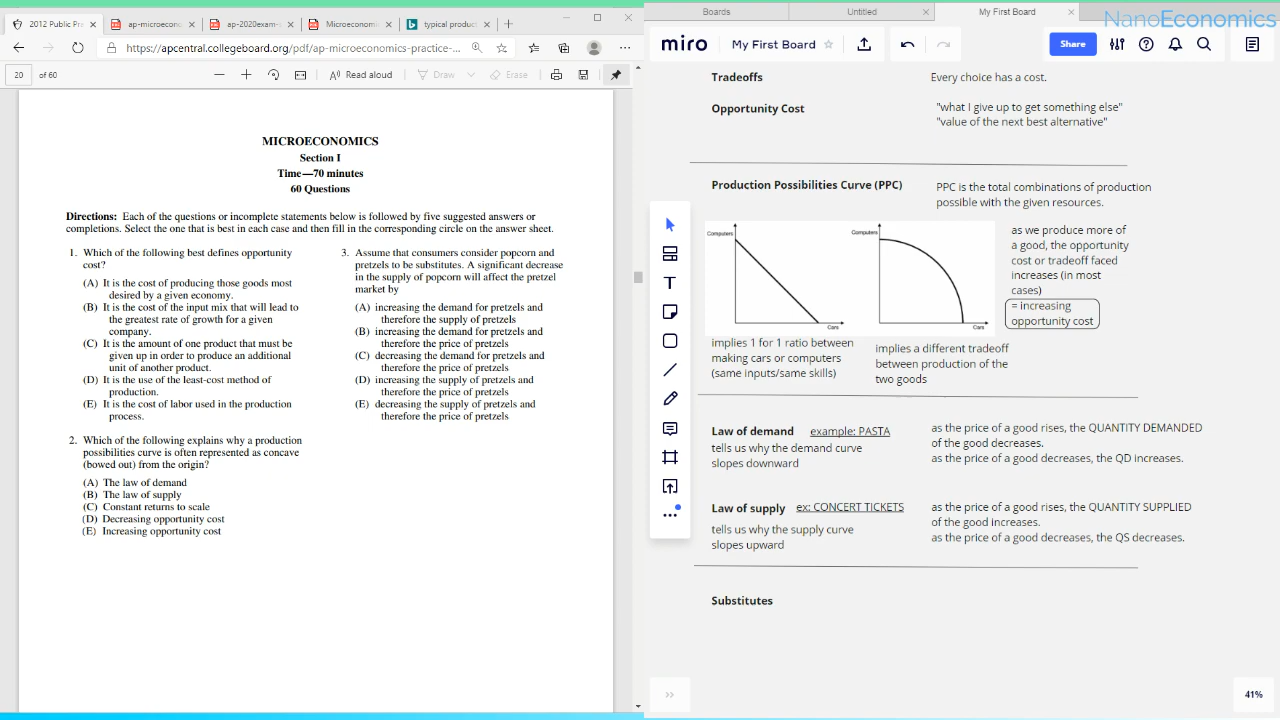 2012 Public Pra
ap-microeconc
ap-2020exam-s
Microeconomi
typical product
https://apcentral.collegeboard.org/pdf/ap-microeconomics-practice-...
20 of 60
Read aloud
Draw
Erase
MICROECONOMICS
Section I
Time—70 minutes
60 Questions
Directions: Each of the questions or incomplete statements below is followed by five suggested answers or
completions. Select the one that is best in each case and then fill in the corresponding circle on the answer sheet.
1. Which of the following best defines opportunity
cost?
(A) It is the cost of producing those goods most
desired by a given economy.
(B) It is the cost of the input mix that will lead to
the greatest rate of growth for a given
company.
(C) It is the amount of one product that must be
given up in order to produce an additional
unit of another product.
(D) It is the use of the least-cost method of
production.
(E) It is the cost of labor used in the production
process.
2. Which of the following explains why a production
possibilities curve is often represented as concave
(bowed out) from the origin?
(A) The law of demand
(B) The law of supply
(C) Constant returns to scale
(D) Decreasing opportunity cost
(E) Increasing opportunity cost
3. Assume that consumers consider popcorn and
pretzels to be substitutes. A significant decrease
in the supply of popcorn will affect the pretzel
market by
(A) increasing the demand for pretzels and
therefore the supply of pretzels
(B) increasing the demand for pretzels and
therefore the price of pretzels
(C) decreasing the demand for pretzels and
therefore the price of pretzels
(D) increasing the supply of pretzels and
therefore the price of pretzels
(E) decreasing the supply of pretzels and
therefore the price of pretzels
Boards
Untitled
My First Board
NanoEconomics
miro
My First Board
Share
Tradeoffs
Every choice has a cost.
Opportunity Cost
"what I give up to get something else"
"value of the next best alternative"
Production Possibilities Curve (PPC)
PPC is the total combinations of production
possible with the given resources.
Computers
Cars
Computers
Cars
as we produce more of
a good, the opportunity
cost or tradeoff faced
increases (in most
cases)
= increasing
opportunity cost
implies 1 for 1 ratio between
making cars or computers
(same inputs/same skills)
implies a different tradeoff
between production of the
two goods
Law of demand
example: PASTA
tells us why the demand curve
slopes downward
as the price of a good rises, the QUANTITY DEMANDED
of the good decreases.
as the price of a good decreases, the QD increases.
Law of supply
ex: CONCERT TICKETS
tells us why the supply curve
slopes upward
as the price of a good rises, the QUANTITY SUPPLIED
of the good increases.
as the price of a good decreases, the QS decreases.
Substitutes
41%